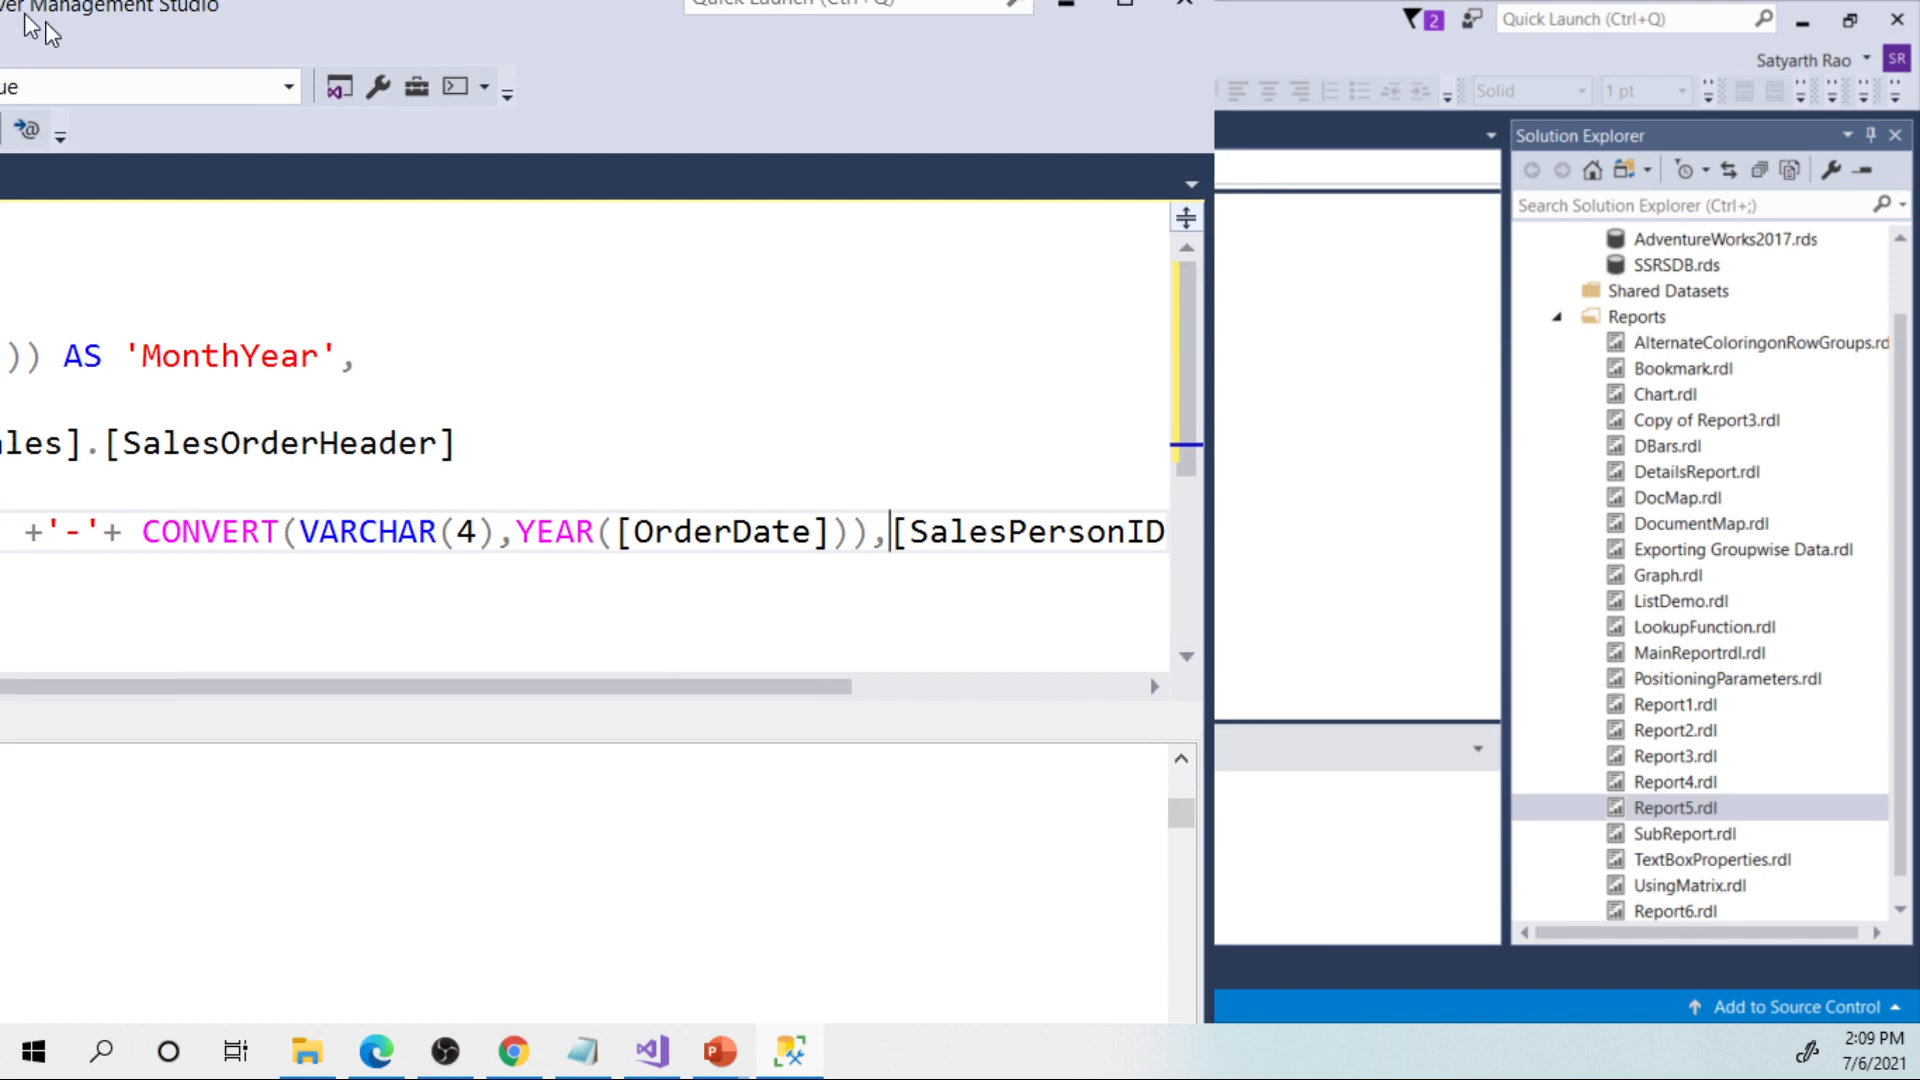 Management Studio
Quick Launch (Ctrl+Q)
ue
)) AS 'MonthYear',
ales].[SalesOrderHeader]
+'-'+ CONVERT(VARCHAR(4),YEAR([OrderDate])),[SalesPersonID
2
Quick Launch (Ctrl+Q)
Satyarth Rao
SR
Solid
1 pt
Solution Explorer
Search Solution Explorer (Ctrl+;)
AdventureWorks2017.rds
SSRSDB.rds
Shared Datasets
Reports
AlternateColoringonRowGroups.rd
Bookmark.rdl
Chart.rdl
Copy of Report3.rdl
DBars.rdl
DetailsReport.rdl
DocMap.rdl
DocumentMap.rdl
Exporting Groupwise Data.rdl
Graph.rdl
ListDemo.rdl
LookupFunction.rdl
MainReportrdl.rdl
PositioningParameters.rdl
Report1.rdl
Report2.rdl
Report3.rdl
Report4.rdl
Report5.rdl
SubReport.rdl
TextBoxProperties.rdl
UsingMatrix.rdl
Report6.rdl
Add to Source Control
2:09 PM
7/6/2021